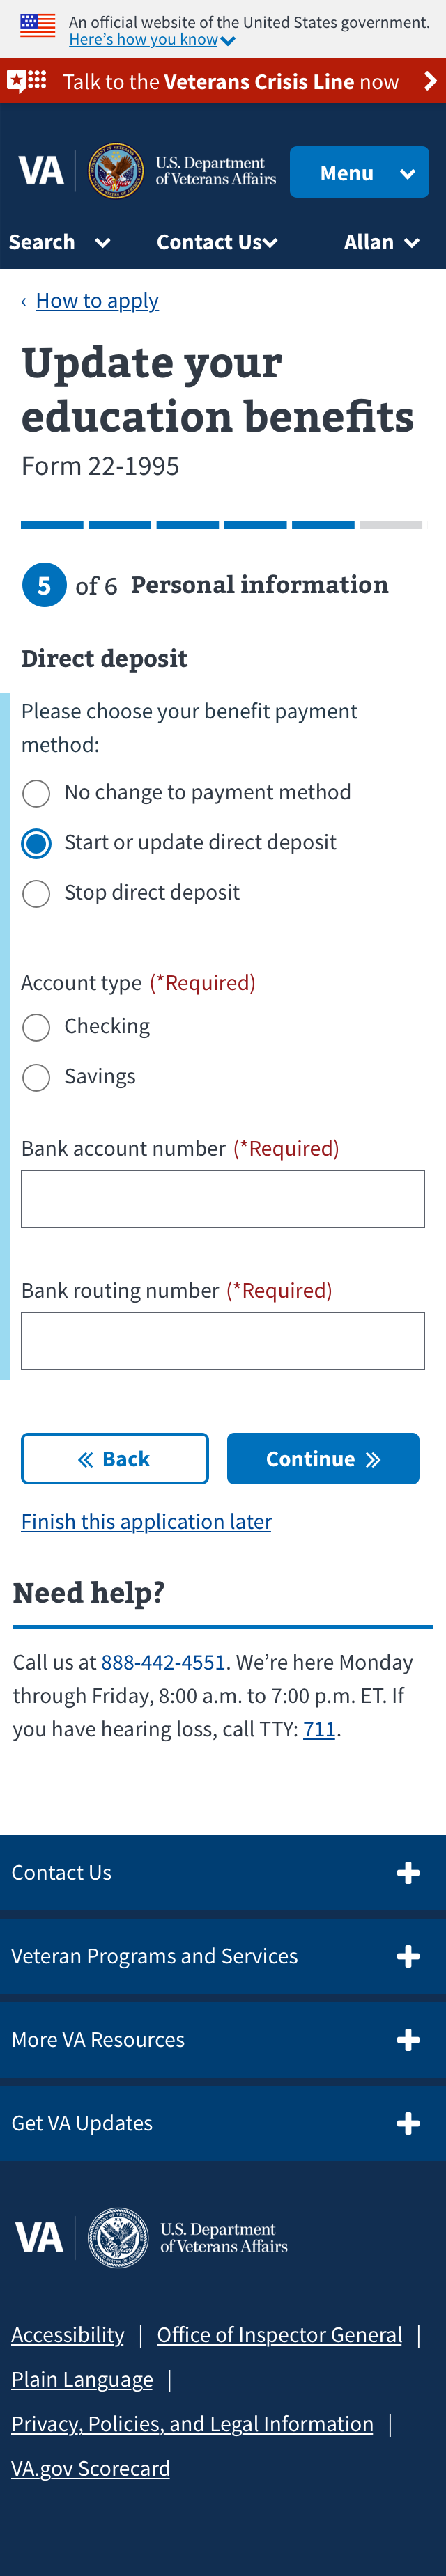 An official website of the United States government.
Here’s how you know
Talk to the Veterans Crisis Line now
VA
U.S. Department
of Veterans Affairs
Menu
Search
Contact Us
Allan
‹ How to apply
Update your
education benefits
Form 22-1995
5 of 6 Personal information
Direct deposit
Please choose your benefit payment
method:
No change to payment method
Start or update direct deposit
Stop direct deposit
Account type (*Required)
Checking
Savings
Bank account number (*Required)
Bank routing number (*Required)
Back
Continue
Finish this application later
Need help?
Call us at 888-442-4551. We’re here Monday
through Friday, 8:00 a.m. to 7:00 p.m. ET. If
you have hearing loss, call TTY: 711.
Contact Us
Veteran Programs and Services
More VA Resources
Get VA Updates
VA
U.S. Department
of Veterans Affairs
Accessibility | Office of Inspector General |
Plain Language |
Privacy, Policies, and Legal Information |
VA.gov Scorecard